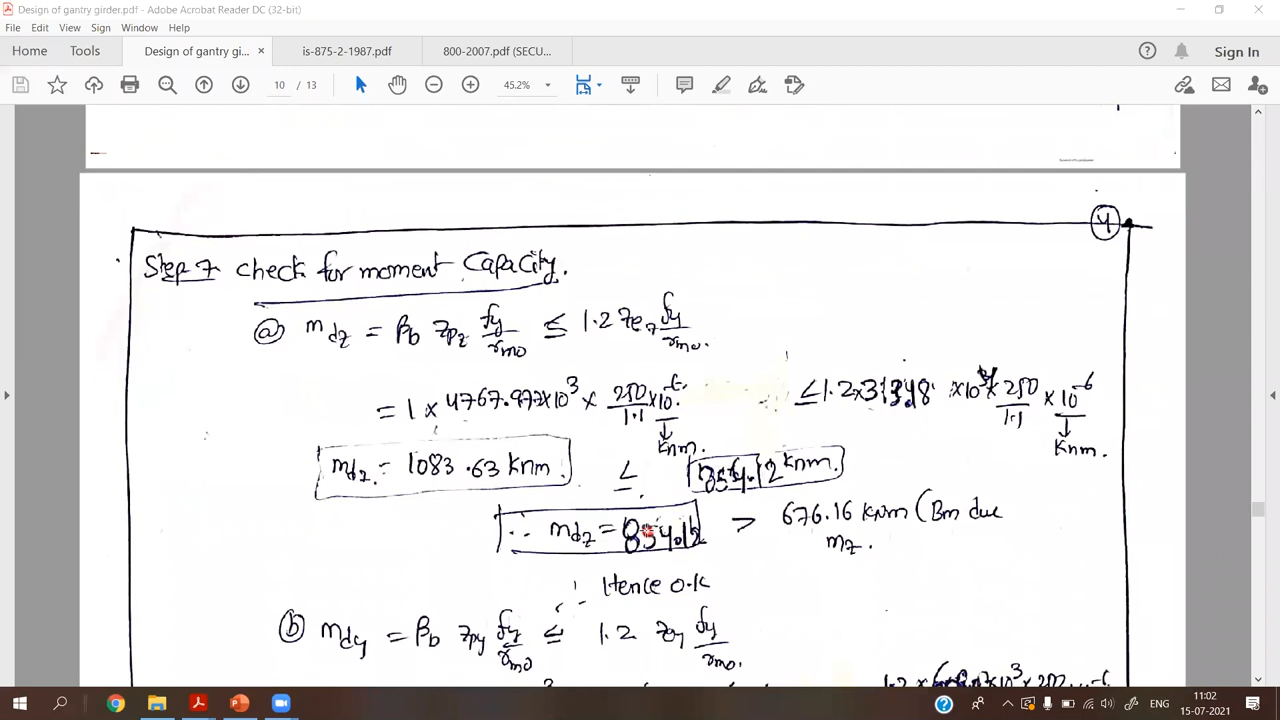 Design of gantry girder.pdf - Adobe Acrobat Reader DC (32-bit)
File Edit View Sign Window Help
Home Tools Design of gantry gi... × is-875-2-1987.pdf 800-2007.pdf (SECU... Sign In
10 / 13 45.2%
4
Step 7 check for moment Capacity.
(a) Mdz = βb Zpz fy/γm0 ≤ 1.2 Zez fy/γm0.
= 1 × 4767.977×10³ × 250/1.1 ×10⁻⁶ ≤ 1.2× ×10³ × 250/1.1 × 10⁻⁶
Knm. Knm.
Mdz = 1083.63 knm. ≤ 854.12 knm.
∴ Mdz = 854.12 > 676.16 knm (Bm due
Mz.
Hence O.K
(b) Mdy = βb Zpy fy/γm0 ≤ 1.2 Zey fy/γm0.
ENG 11:02
15-07-2021